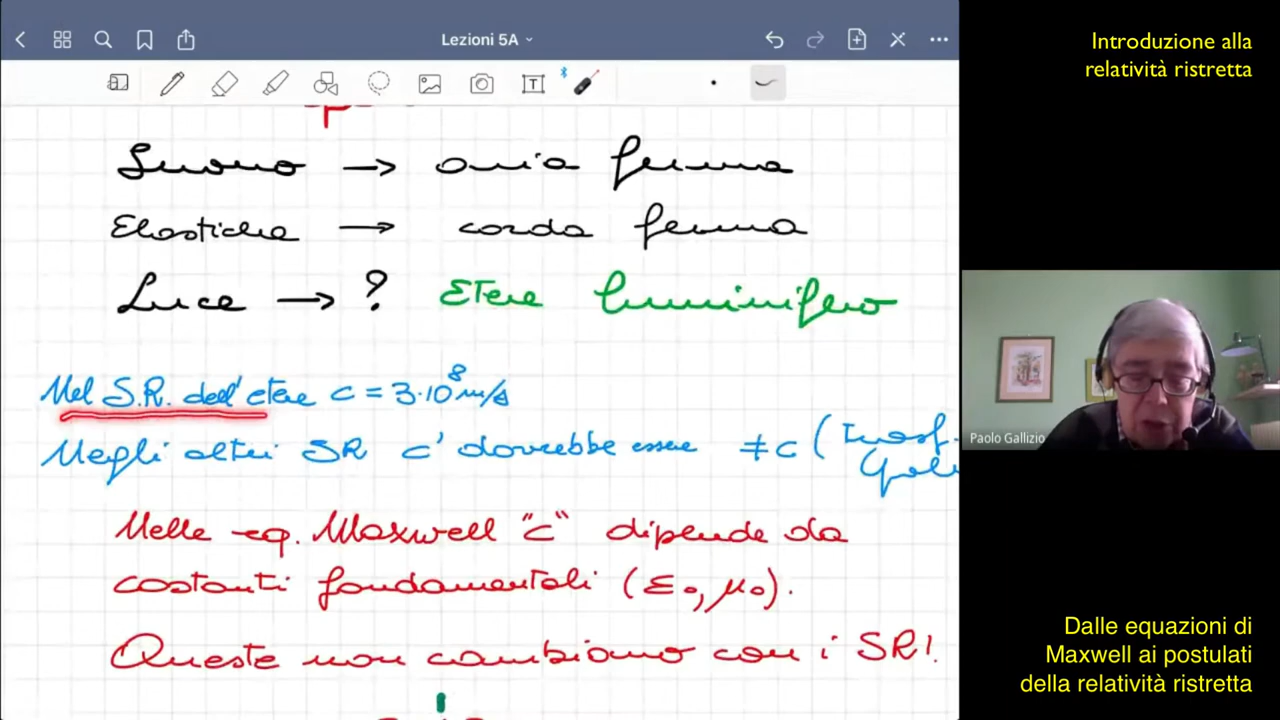 Lezioni 5A
Suono → aria ferma
Elastiche → corda ferma
Luce → ? Etere luminifero
Nel S.R. dell'etere c = 3·10⁸ m/s
Negli altri SR c' dovrebbe essere ≠ c (Trasf.
Nelle eq. Maxwell "c" dipende da
costanti fondamentali (ε₀, μ₀).
Queste non cambiano con i SR!
Introduzione alla
relatività ristretta
Paolo Gallizio
Dalle equazioni di
Maxwell ai postulati
della relatività ristretta